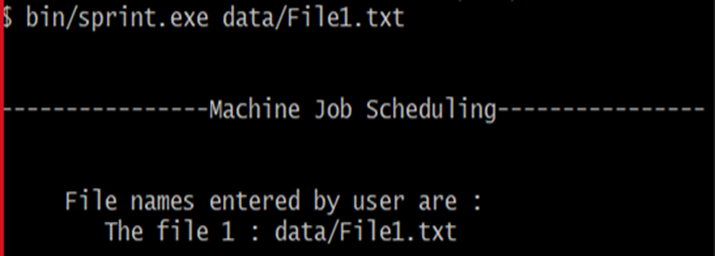 $ bin/sprint.exe data/File1.txt
----------------Machine Job Scheduling----------------
File names entered by user are :
The file 1 : data/File1.txt